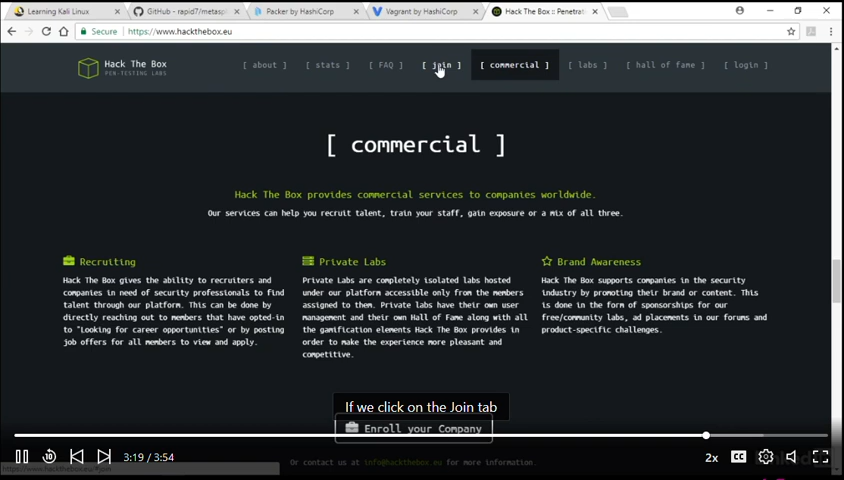 Learning Kali Linux
GitHub - rapid7/metasp
Packer by HashiCorp
Vagrant by HashiCorp
Hack The Box :: Penetrat
Secure
https://www.hackthebox.eu
Hack The Box
PEN-TESTING LABS
[ about ]
[ stats ]
[ FAQ ]
[ join ]
[ commercial ]
[ labs ]
[ hall of fame ]
[ login ]
[ commercial ]
Hack The Box provides commercial services to companies worldwide.
Our services can help you recruit talent, train your staff, gain exposure or a mix of all three.
Recruiting
Hack The Box gives the ability to recruiters and
companies in need of security professionals to find
talent through our platform. This can be done by
directly reaching out to members that have opted-in
to "Looking for career opportunities" or by posting
job offers for all members to view and apply.
Private Labs
Private Labs are completely isolated labs hosted
under our platform accessible only from the members
assigned to them. Private labs have their own user
management and their own Hall of Fame along with all
the gamification elements Hack The Box provides in
order to make the experience more pleasant and
competitive.
Brand Awareness
Hack The Box supports companies in the security
industry by promoting their brand or content. This
is done in the form of sponsorships for our
free/community labs, ad placements in our forums and
product-specific challenges.
If we click on the Join tab
Enroll your Company
10
3:19 / 3:54
2x
CC
Or contact us at info@hackthebox.eu for more information.
https://www.hackthebox.eu/#join